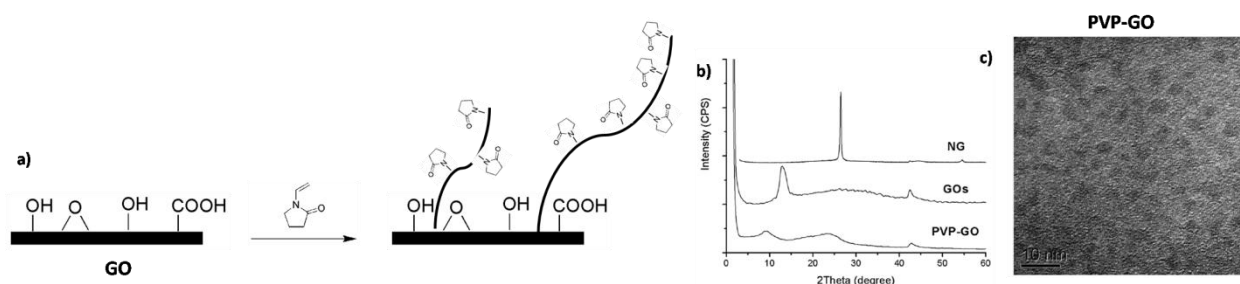 PVP-GO
b)
c)
a)
OH
O
OH
COOH
GO
N
O
OH
O
OH
COOH
N
O
N
O
N
O
N
O
N
O
N
O
N
O
N
O
Intensity (CPS)
NG
GOs
PVP-GO
0 10 20 30 40 50 60
2Theta (degree)
10 nm